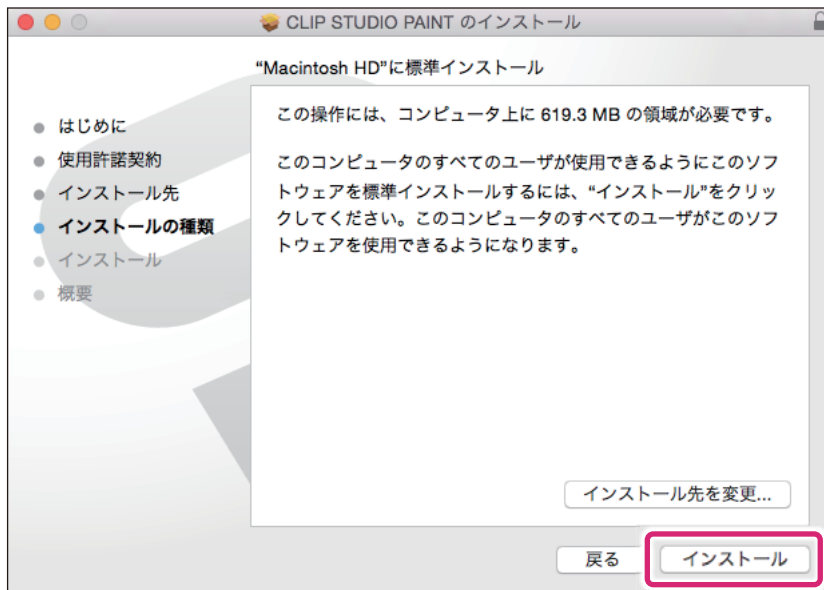 CLIP STUDIO PAINT のインストール
“Macintosh HD”に標準インストール
はじめに
使用許諾契約
インストール先
インストールの種類
インストール
概要
この操作には、コンピュータ上に 619.3 MB の領域が必要です。
このコンピュータのすべてのユーザが使用できるようにこのソフ
トウェアを標準インストールするには、“インストール”をクリッ
クしてください。このコンピュータのすべてのユーザがこのソフ
トウェアを使用できるようになります。
インストール先を変更...
戻る
インストール